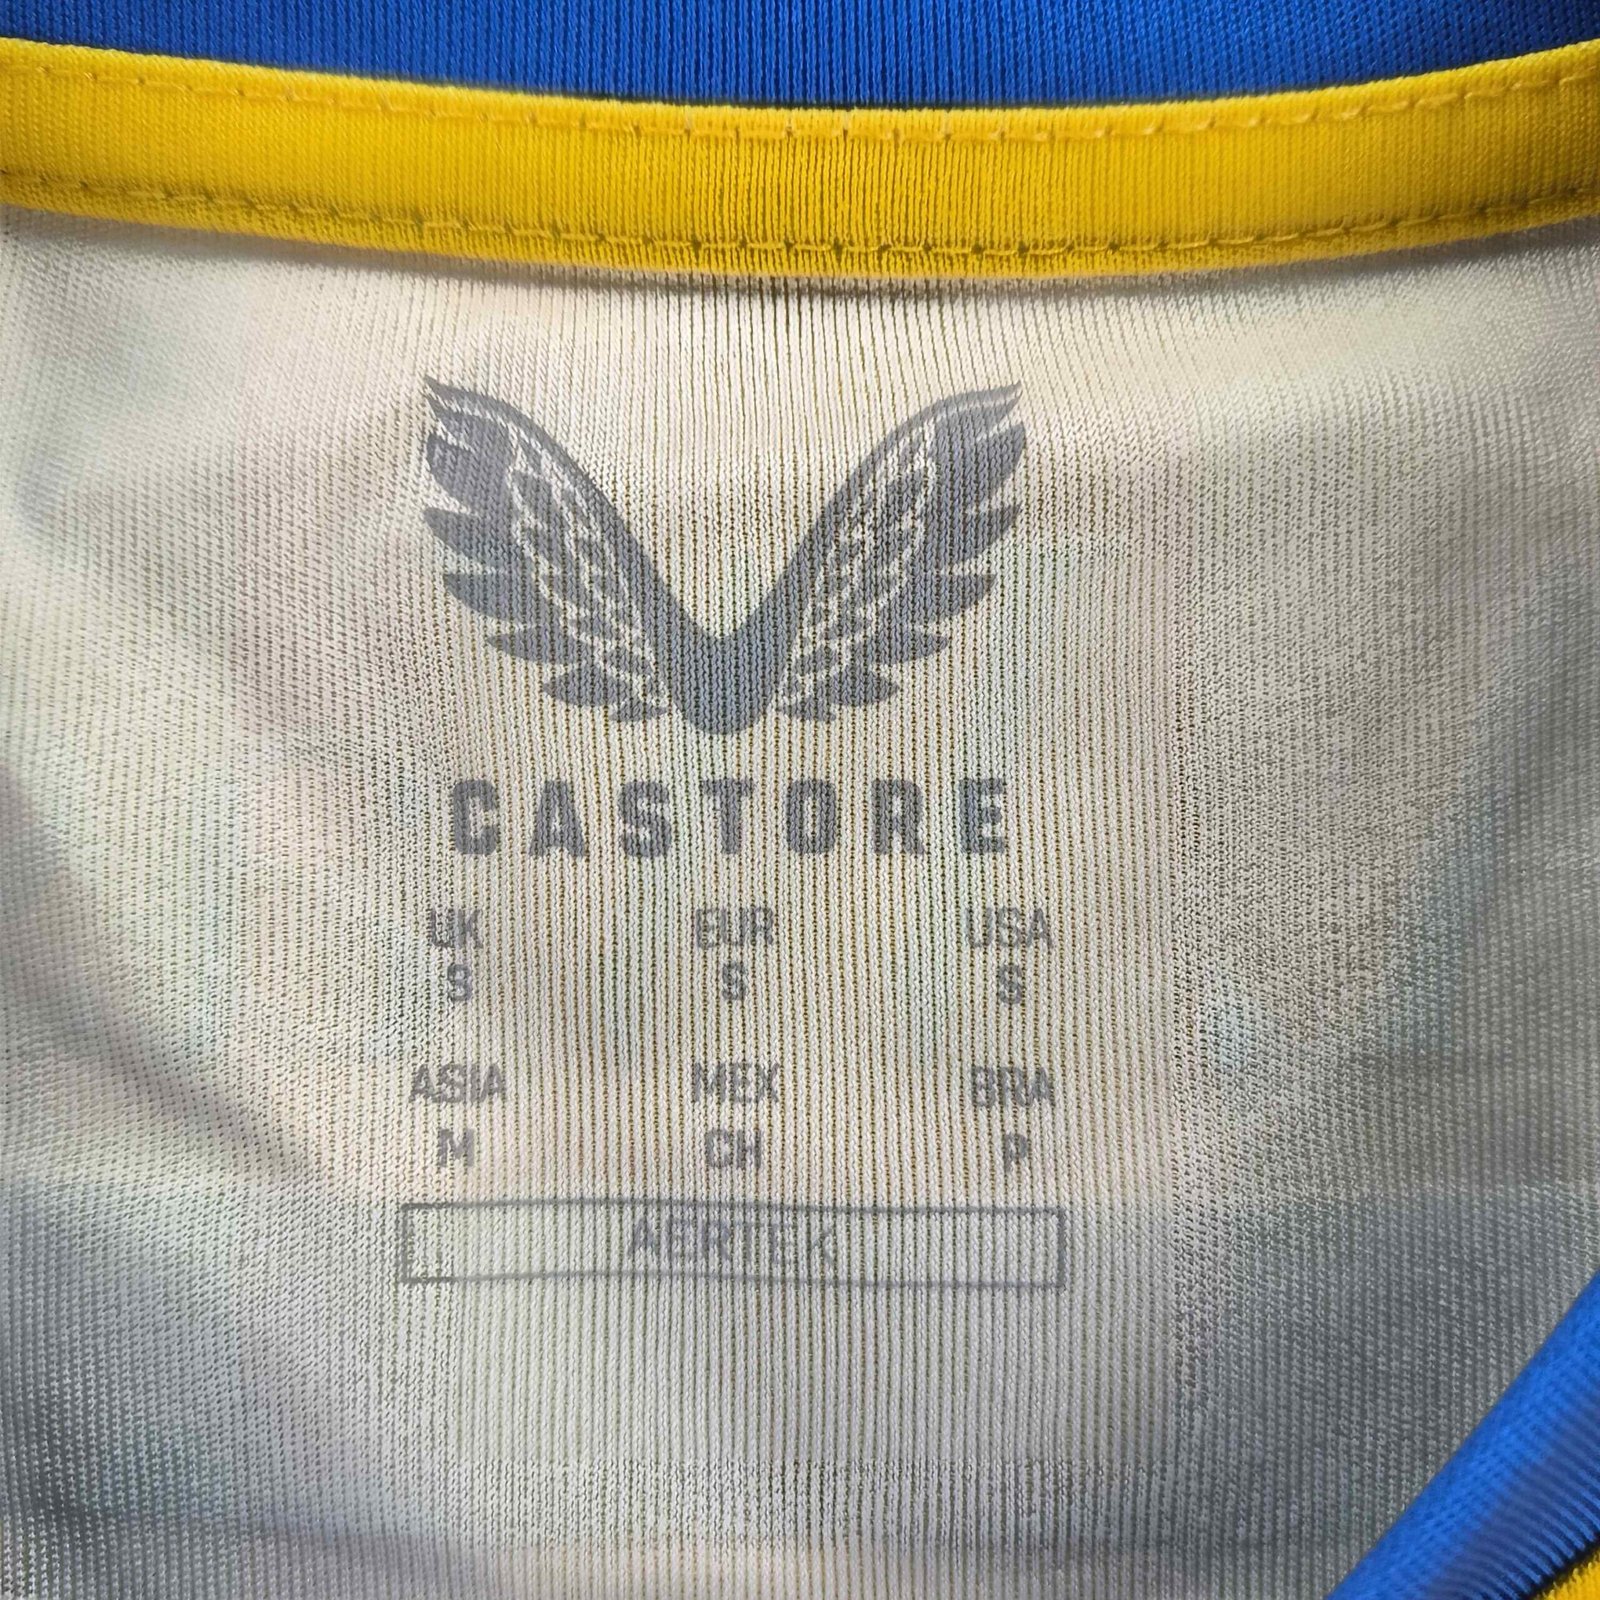 CASTORE
UK EUR USA
S S S
ASIA MEX BRA
M CH P
AERTEK